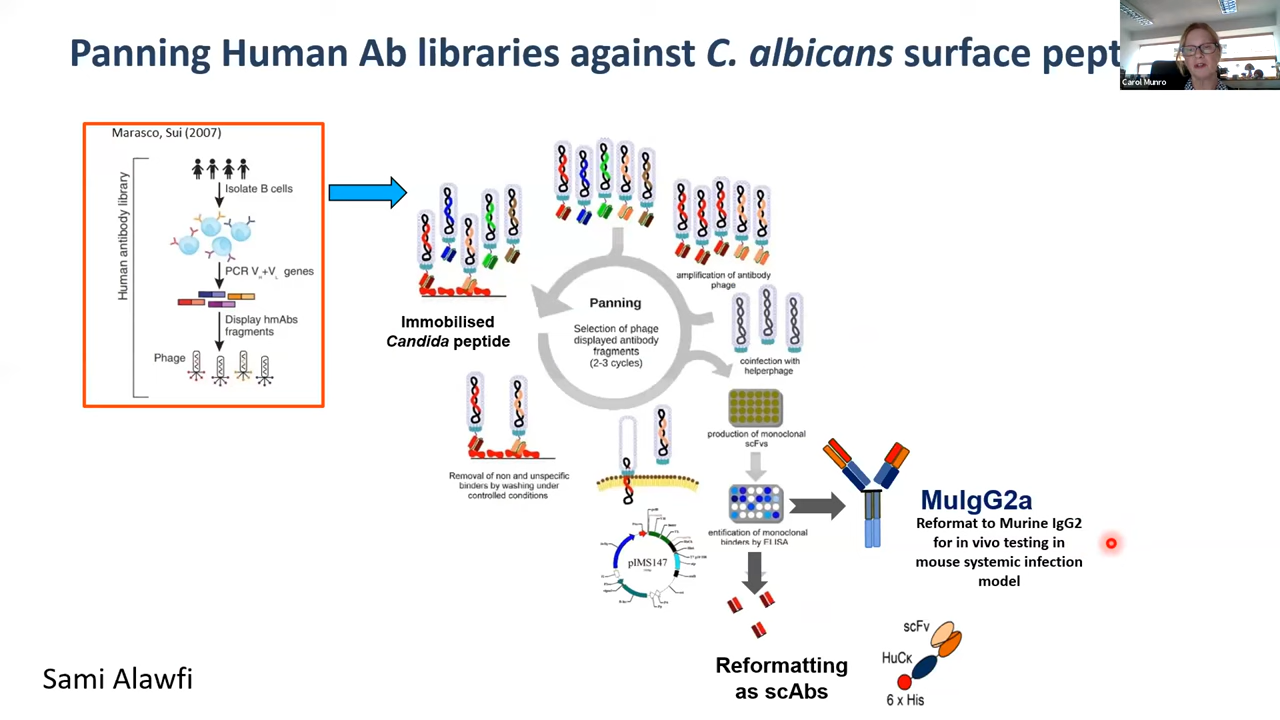 Panning Human Ab libraries against C. albicans surface pept
Carol Munro
Marasco, Sui (2007)
Human antibody library
Isolate B cells
PCR VH+VL genes
Display hmAbs
fragments
Phage
Immobilised
Candida peptide
Panning
Selection of phage
displayed antibody
fragments
(2-3 cycles)
amplification of antibody
phage
coinfection with
helperphage
production of monoclonal
scFvs
Removal of non and unspecific
binders by washing under
controlled conditions
entification of monoclonal
binders by ELISA
pIMS147
MuIgG2a
Reformat to Murine IgG2
for in vivo testing in
mouse systemic infection
model
Reformatting
as scAbs
scFv
HuCκ
6 x His
Sami Alawfi